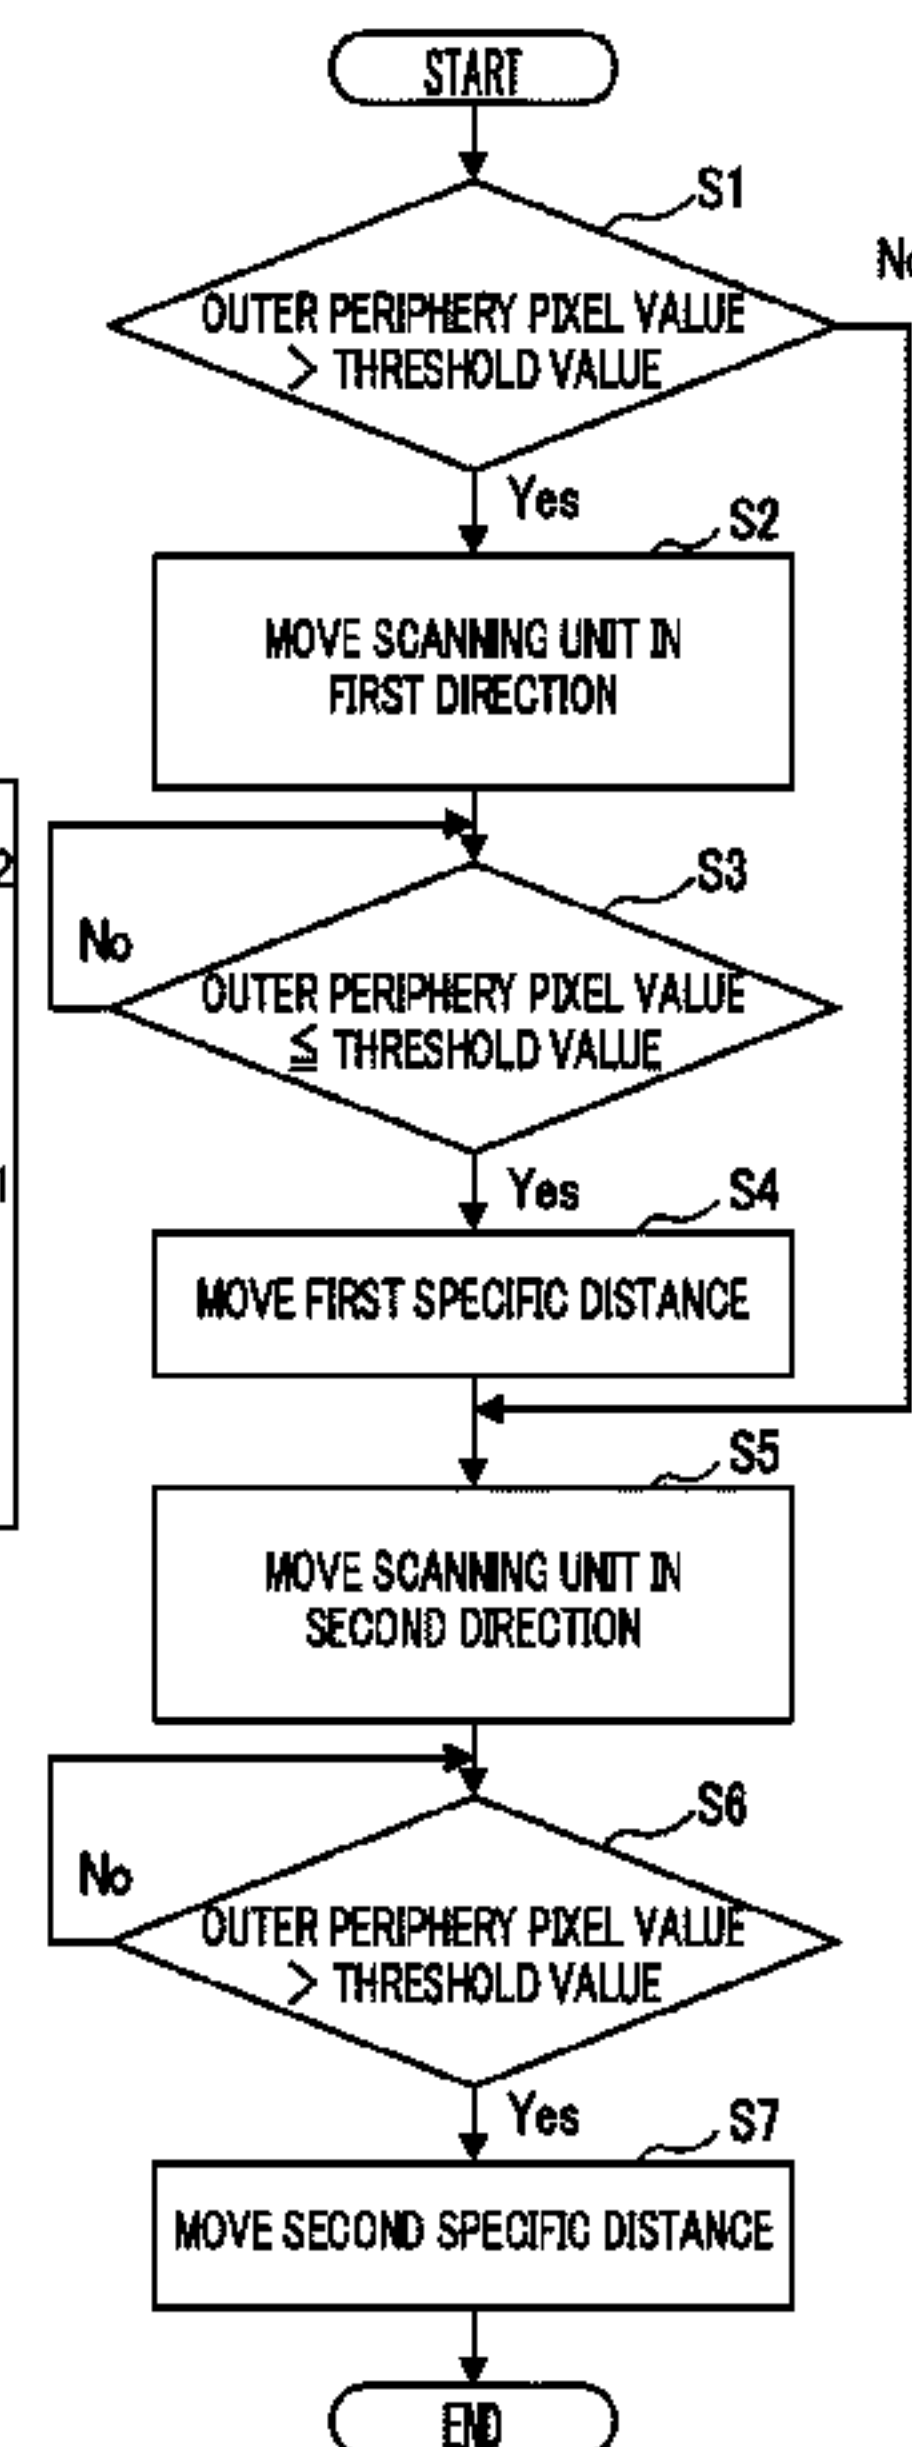 START
S1
No
OUTER PERIPHERY PIXEL VALUE
> THRESHOLD VALUE
Yes
S2
MOVE SCANNING UNIT IN
FIRST DIRECTION
2
S3
No
OUTER PERIPHERY PIXEL VALUE
≦ THRESHOLD VALUE
1
Yes
S4
MOVE FIRST SPECIFIC DISTANCE
S5
MOVE SCANNING UNIT IN
SECOND DIRECTION
S6
No
OUTER PERIPHERY PIXEL VALUE
> THRESHOLD VALUE
Yes
S7
MOVE SECOND SPECIFIC DISTANCE
END